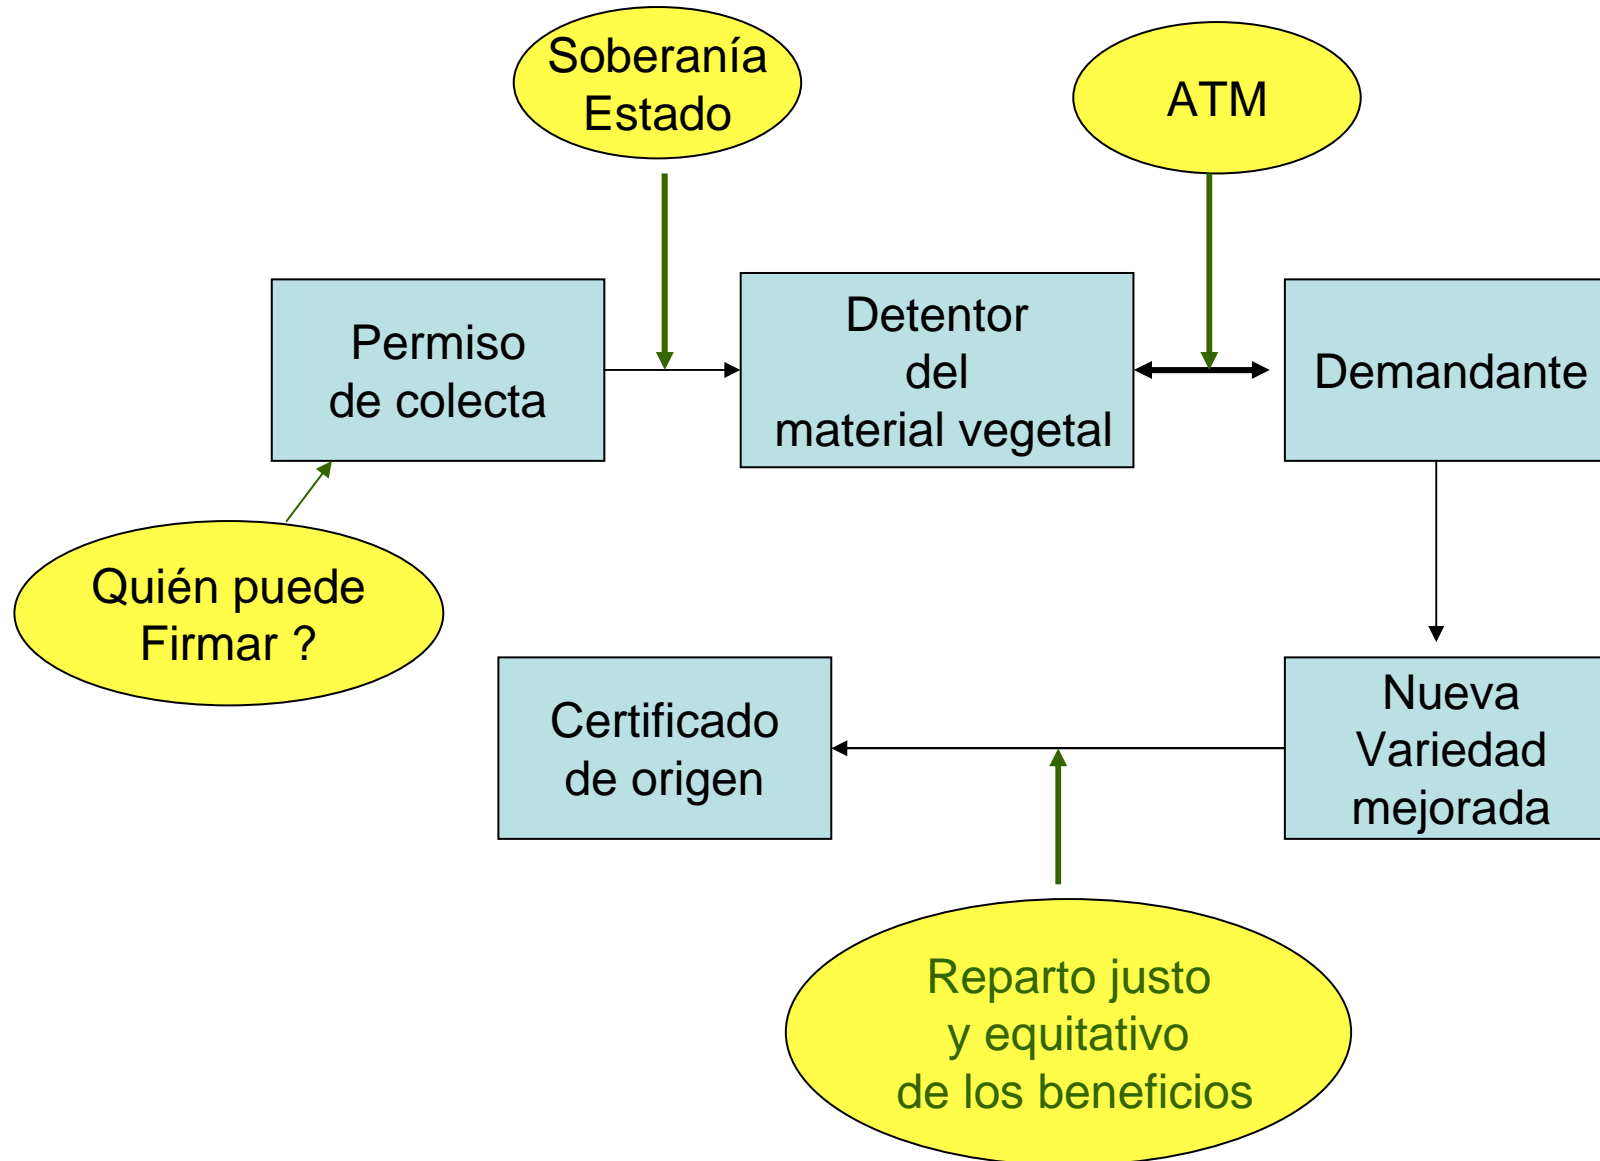 Soberanía
Estado
ATM
Permiso
de colecta
Detentor
del
material vegetal
Demandante
Quién puede
Firmar ?
Certificado
de origen
Nueva
Variedad
mejorada
Reparto justo
y equitativo
de los beneficios